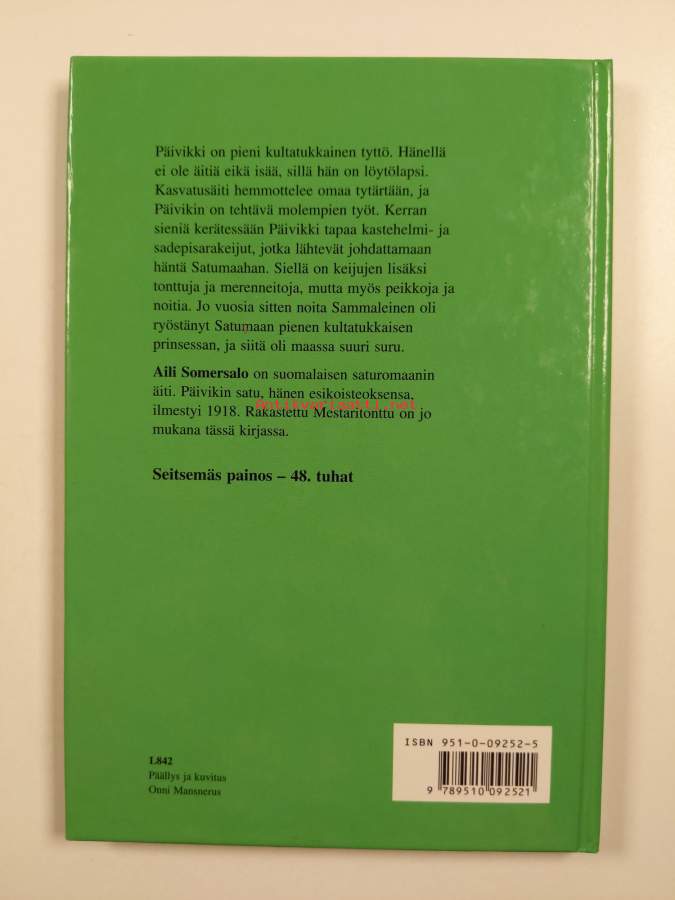 Päivikki on pieni kultatukkainen tyttö. Hänellä
ei ole äitiä eikä isää, sillä hän on löytölapsi.
Kasvatusäiti hemmottelee omaa tytärtään, ja
Päivikin on tehtävä molempien työt. Kerran
sieniä kerätessään Päivikki tapaa kastehelmi- ja
sadepisarakeijut, jotka lähtevät johdattamaan
häntä Satumaahan. Siellä on keijujen lisäksi
tonttuja ja merenneitoja, mutta myös peikkoja ja
noitia. Jo vuosia sitten noita Sammaleinen oli
ryöstänyt Satumaan pienen kultatukkaisen
prinsessan, ja siitä oli maassa suuri suru.
Aili Somersalo on suomalaisen saturomaanin
äiti. Päivikin satu, hänen esikoisteoksensa,
antikvariaatti.net
ilmestyi 1918. Rakastettu Mestaritonttu on jo
mukana tässä kirjassa.
Seitsemäs painos – 48. tuhat
L842
Päällys ja kuvitus
Onni Mansnerus
ISBN 951-0-09252-5
9 789510 092521